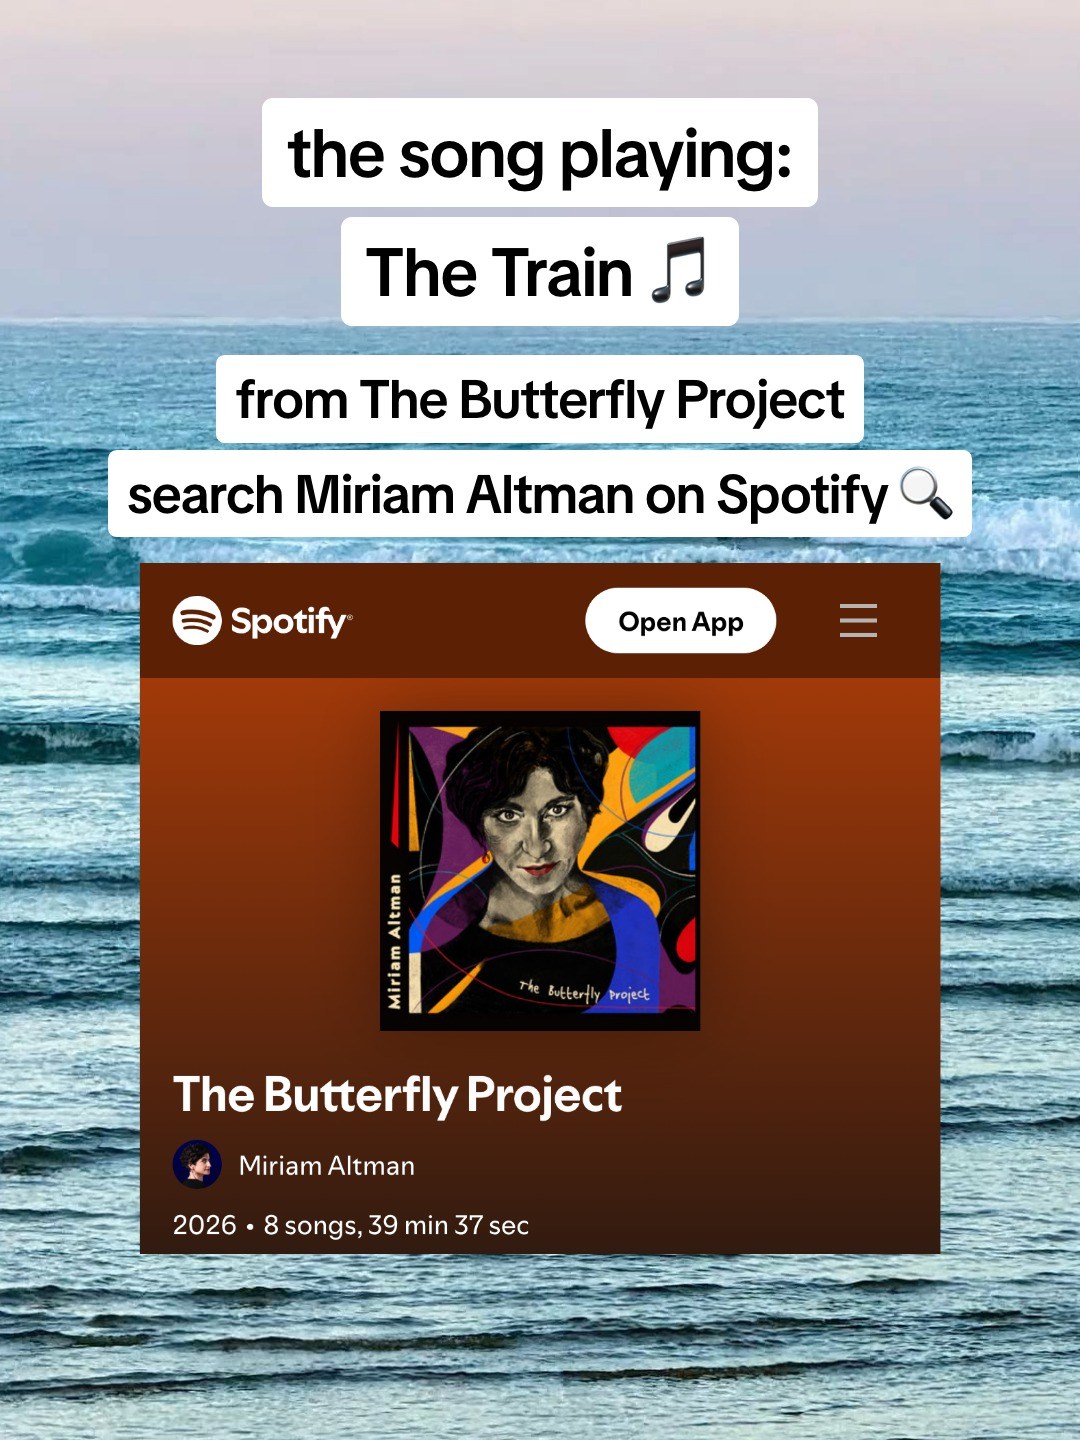 the song playing:
The Train 🎵
from The Butterfly Project
search Miriam Altman on Spotify 🔍
Spotify®
Open App
Miriam Altman
The Butterfly Project
The Butterfly Project
Miriam Altman
2026 • 8 songs, 39 min 37 sec